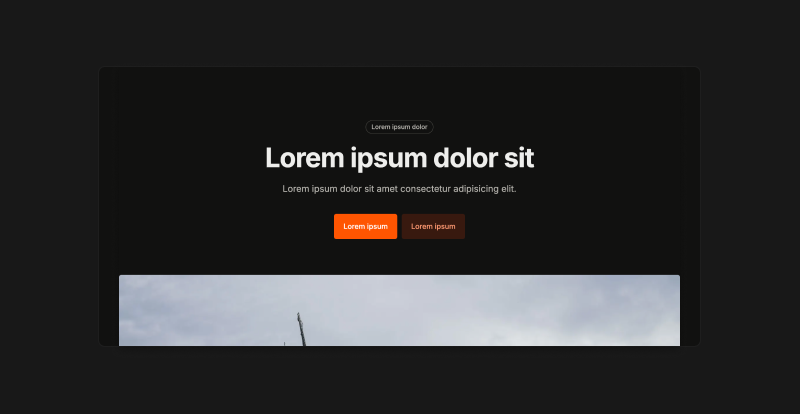 Lorem ipsum dolor
Lorem ipsum dolor sit
Lorem ipsum dolor sit amet consectetur adipisicing elit.
Lorem ipsum
Lorem ipsum